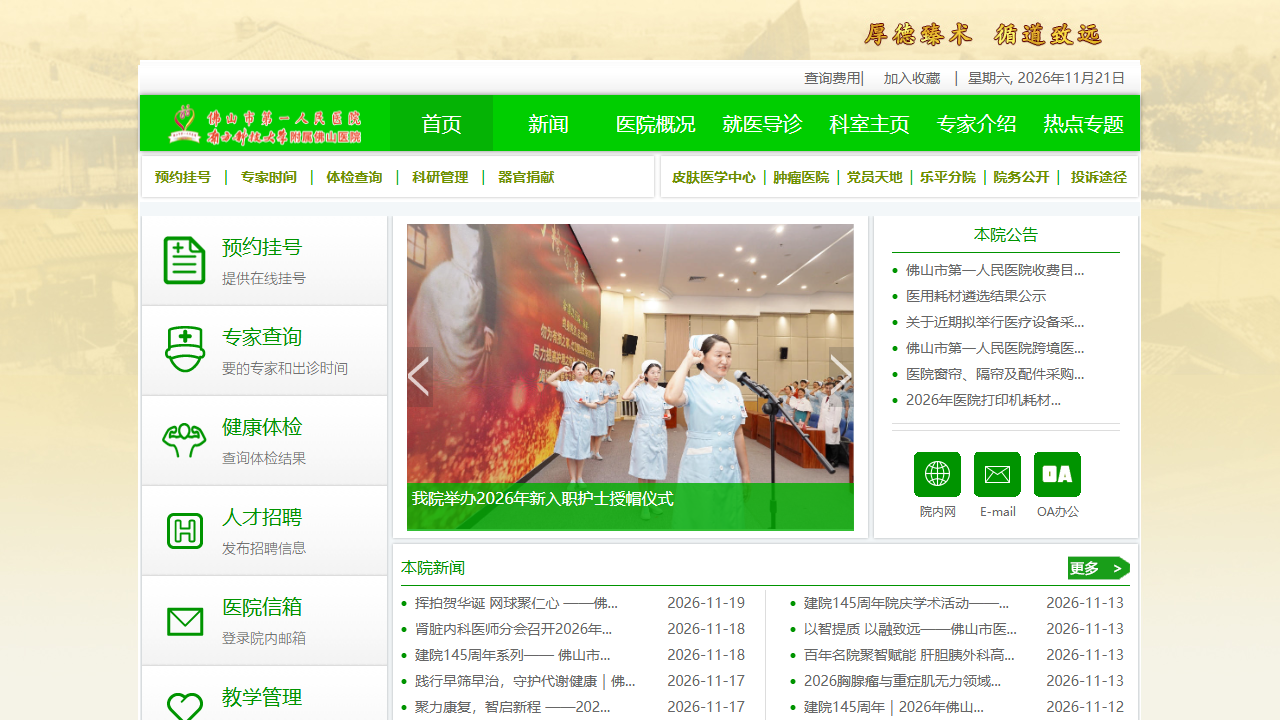 厚德臻术 循道致远
查询费用| 加入收藏 | 星期六, 2026年11月21日
佛山市第一人民医院
南方科技大学附属佛山医院
首页 新闻 医院概况 就医导诊 科室主页 专家介绍 热点专题
预约挂号 | 专家时间 | 体检查询 | 科研管理 | 器官捐献
皮肤医学中心 | 肿瘤医院 | 党员天地 | 乐平分院 | 院务公开 | 投诉途径
预约挂号
提供在线挂号
专家查询
要的专家和出诊时间
健康体检
查询体检结果
人才招聘
发布招聘信息
医院信箱
登录院内邮箱
教学管理
我院举办2026年新入职护士授帽仪式
本院公告
佛山市第一人民医院收费目...
医用耗材遴选结果公示
关于近期拟举行医疗设备采...
佛山市第一人民医院跨境医...
医院窗帘、隔帘及配件采购...
2026年医院打印机耗材...
OA
院内网 E-mail OA办公
本院新闻
更多 >
挥拍贺华诞 网球聚仁心 ——佛... 2026-11-19
肾脏内科医师分会召开2026年... 2026-11-18
建院145周年系列—— 佛山市... 2026-11-18
践行早筛早治，守护代谢健康 | 佛... 2026-11-17
聚力康复，智启新程 ——202... 2026-11-17
建院145周年院庆学术活动——... 2026-11-13
以智提质 以融致远——佛山市医... 2026-11-13
百年名院聚智赋能 肝胆胰外科高... 2026-11-13
2026胸腺瘤与重症肌无力领域... 2026-11-13
建院145周年 | 2026年佛山... 2026-11-12